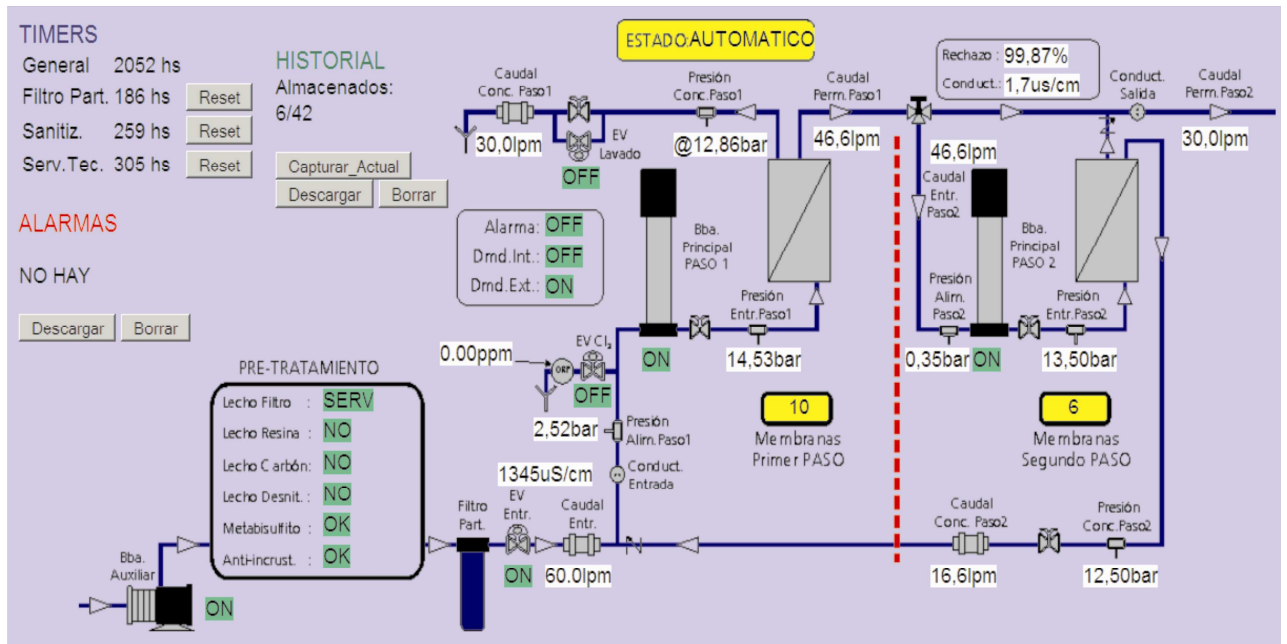 TIMERS
General 2052 hs
Filtro Part. 186 hs Reset
Sanitiz. 259 hs Reset
Serv.Tec. 305 hs Reset
HISTORIAL
Almacenados:
6/42
Capturar_Actual
Descargar Borrar
ALARMAS
NO HAY
Descargar Borrar
ESTADO:AUTOMATICO
Rechazo : 99,87%
Conduct.: 1,7us/cm
Caudal
Conc. Paso1
30,0lpm
EV
Lavado
OFF
Presión
Conc.Paso1
@12,86bar
Caudal
Perm.Paso1
46,6lpm
Conduct.
Salida
Caudal
Perm.Paso2
30,0lpm
Alarma: OFF
Dmd.Int.: OFF
Dmd.Ext.: ON
Bba.
Principal
PASO 1
ON
Presión
Entr.Paso1
14,53bar
46,6lpm
Caudal
Entr.
Paso2
Presión
Alim.
Paso2
0,35bar
Bba.
Principal
PASO 2
ON
Presión
Entr.Paso2
13,50bar
0.00ppm
ORP
EV Cl₂
OFF
2,52bar
Presión
Alim.Paso1
1345uS/cm
Conduct.
Entrada
10
Membranas
Primer PASO
6
Membranas
Segundo PASO
PRE-TRATAMIENTO
Lecho Filtro : SERV
Lecho Resina : NO
Lecho Carbón: NO
Lecho Desnit. : NO
Metabisulfito : OK
Anti-incrust. : OK
Bba.
Auxiliar
ON
Filtro
Part.
EV
Entr.
ON
Caudal
Entr.
60.0lpm
Caudal
Conc. Paso2
16,6lpm
Presión
Conc.Paso2
12,50bar